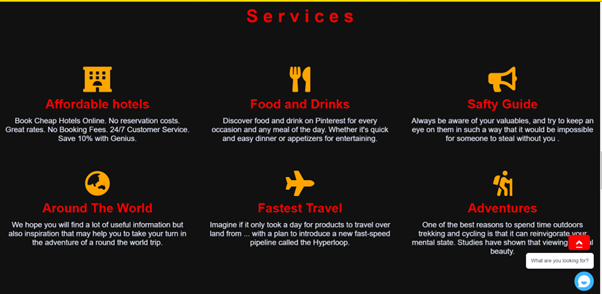 Services
Affordable hotels
Book Cheap Hotels Online. No reservation costs.
Great rates. No Booking Fees. 24/7 Customer Service.
Save 10% with Genius.
Food and Drinks
Discover food and drink on Pinterest for every
occasion and any meal of the day. Whether it's quick
and easy dinner or appetizers for entertaining.
Safty Guide
Always be aware of your valuables, and try to keep an
eye on them in such a way that it would be impossible
for someone to steal without you .
Around The World
We hope you will find a lot of useful information but
also inspiration that may help you to take your turn in
the adventure of a round the world trip.
Fastest Travel
Imagine if it only took a day for products to travel over
land from ... with a plan to introduce a new fast-speed
pipeline called the Hyperloop.
Adventures
One of the best reasons to spend time outdoors
trekking and cycling is that it can reinvigorate your
mental state. Studies have shown that viewing
beauty.
What are you looking for?